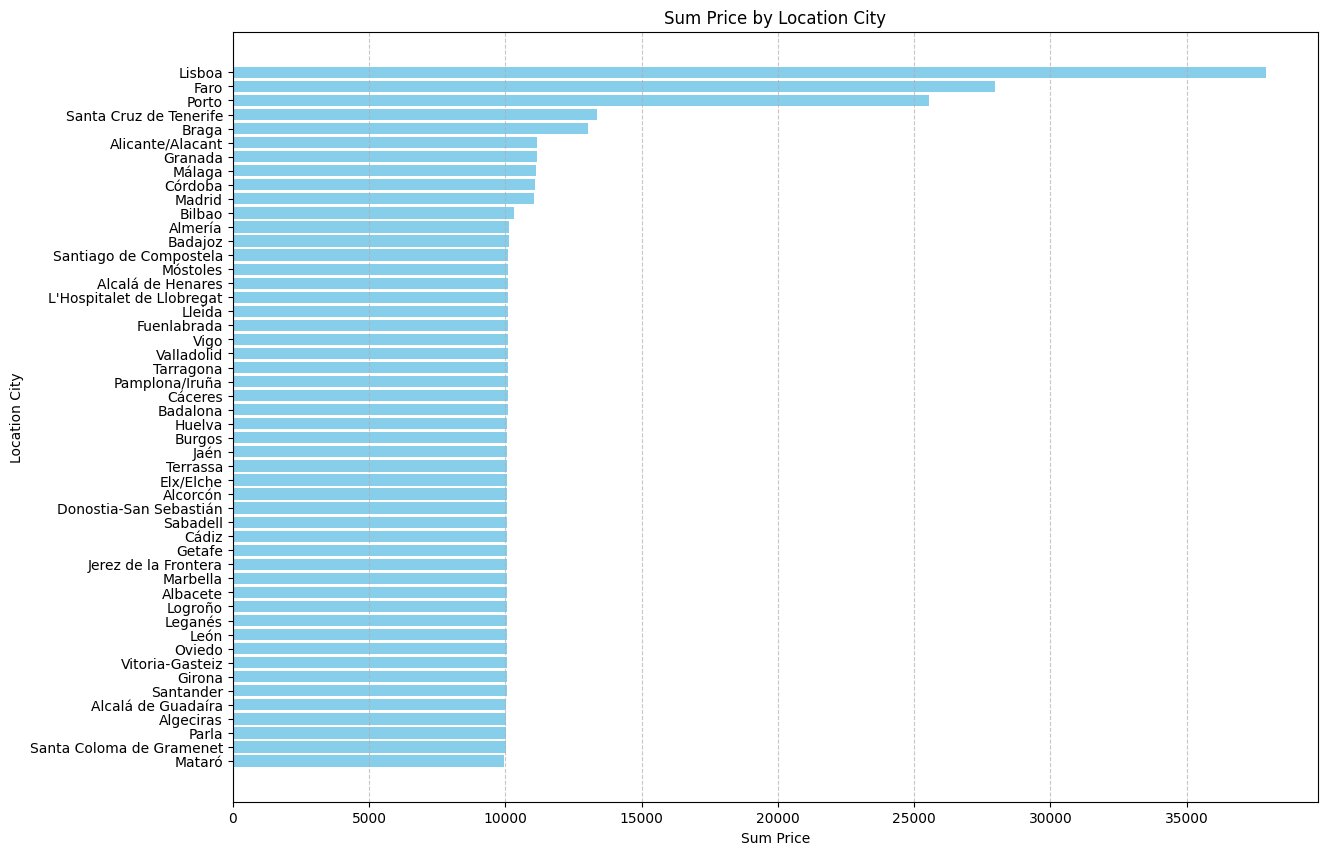 Sum Price by Location City
Lisboa
Faro
Porto
Santa Cruz de Tenerife
Braga
Alicante/Alacant
Granada
Málaga
Córdoba
Madrid
Bilbao
Almería
Badajoz
Santiago de Compostela
Móstoles
Alcalá de Henares
L'Hospitalet de Llobregat
Lleida
Fuenlabrada
Vigo
Valladolid
Tarragona
Pamplona/Iruña
Cáceres
Badalona
Huelva
Burgos
Jaén
Terrassa
Elx/Elche
Alcorcón
Donostia-San Sebastián
Sabadell
Cádiz
Getafe
Jerez de la Frontera
Marbella
Albacete
Logroño
Leganés
León
Oviedo
Vitoria-Gasteiz
Girona
Santander
Alcalá de Guadaíra
Algeciras
Parla
Santa Coloma de Gramenet
Mataró
Location City
0 5000 10000 15000 20000 25000 30000 35000
Sum Price